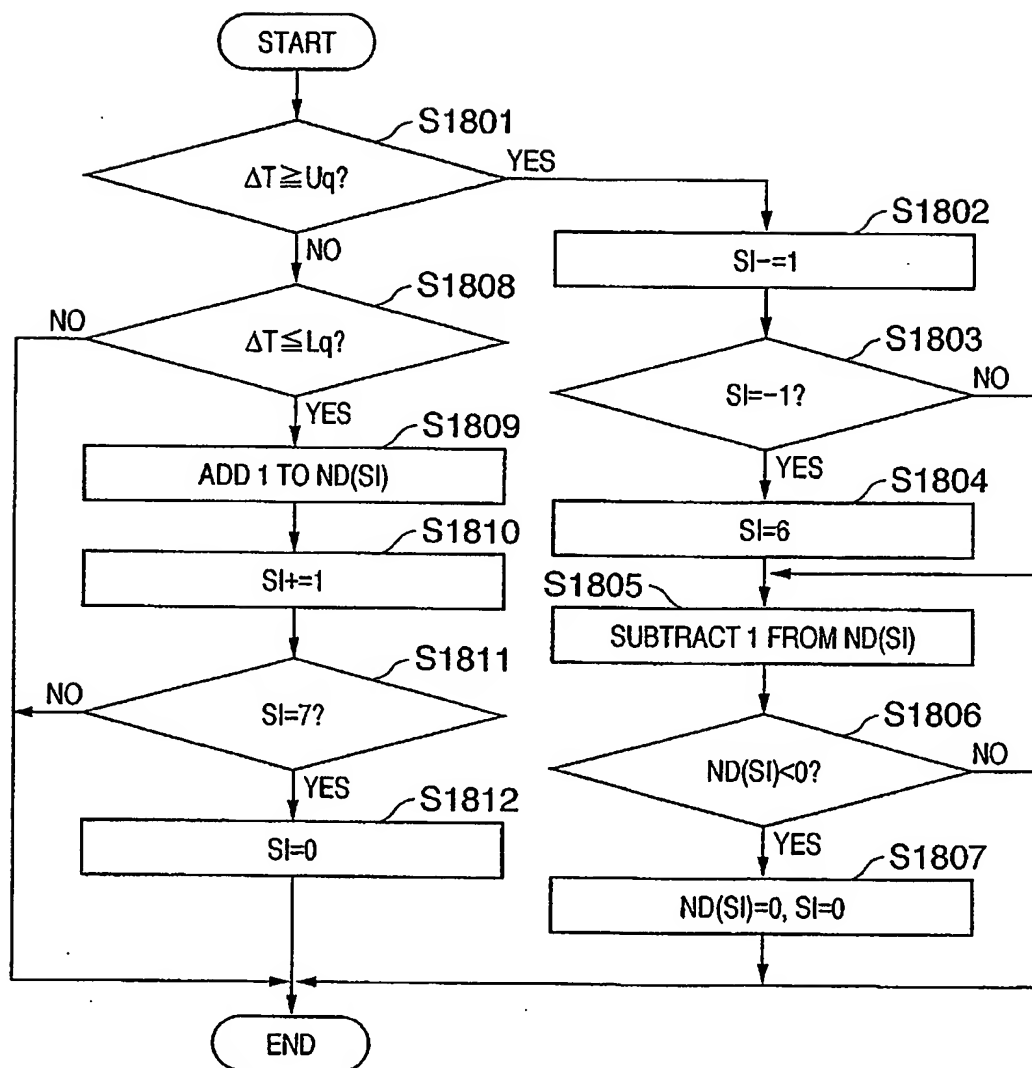 START
S1801
ΔT≧Uq?
YES
NO
S1802
SI-=1
S1803
SI=-1?
NO
YES
S1804
SI=6
S1805
SUBTRACT 1 FROM ND(SI)
S1806
ND(SI)<0?
NO
YES
S1807
ND(SI)=0, SI=0
S1808
ΔT≦Lq?
NO
YES
S1809
ADD 1 TO ND(SI)
S1810
SI+=1
S1811
SI=7?
NO
YES
S1812
SI=0
END